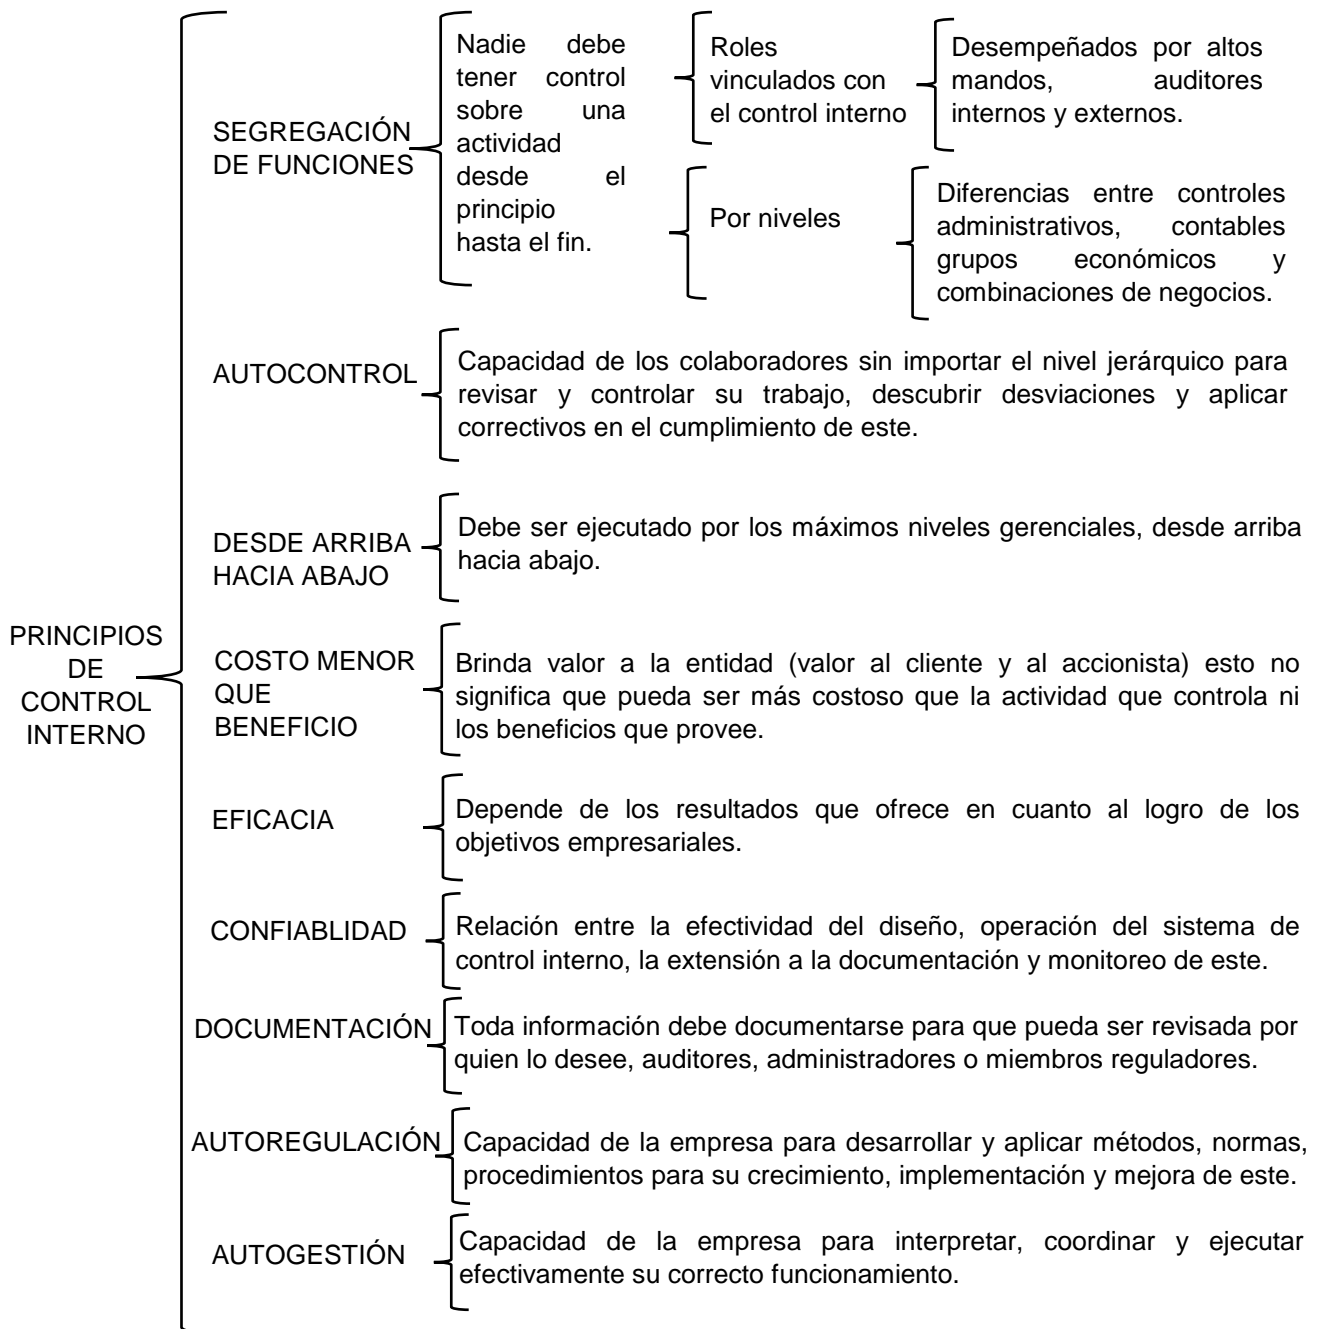 PRINCIPIOS
DE
CONTROL
INTERNO
SEGREGACIÓN
DE FUNCIONES
Nadie debe
tener control
sobre una
actividad
desde el
principio
hasta el fin.
Roles
vinculados con
el control interno
Desempeñados por altos
mandos, auditores
internos y externos.
Por niveles
Diferencias entre controles
administrativos, contables
grupos económicos y
combinaciones de negocios.
AUTOCONTROL
Capacidad de los colaboradores sin importar el nivel jerárquico para
revisar y controlar su trabajo, descubrir desviaciones y aplicar
correctivos en el cumplimiento de este.
DESDE ARRIBA
HACIA ABAJO
Debe ser ejecutado por los máximos niveles gerenciales, desde arriba
hacia abajo.
COSTO MENOR
QUE
BENEFICIO
Brinda valor a la entidad (valor al cliente y al accionista) esto no
significa que pueda ser más costoso que la actividad que controla ni
los beneficios que provee.
EFICACIA
Depende de los resultados que ofrece en cuanto al logro de los
objetivos empresariales.
CONFIABLIDAD
Relación entre la efectividad del diseño, operación del sistema de
control interno, la extensión a la documentación y monitoreo de este.
DOCUMENTACIÓN
Toda información debe documentarse para que pueda ser revisada por
quien lo desee, auditores, administradores o miembros reguladores.
AUTOREGULACIÓN
Capacidad de la empresa para desarrollar y aplicar métodos, normas,
procedimientos para su crecimiento, implementación y mejora de este.
AUTOGESTIÓN
Capacidad de la empresa para interpretar, coordinar y ejecutar
efectivamente su correcto funcionamiento.